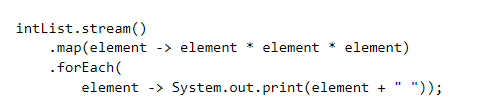 intList.stream()
    .map(element -> element * element * element)
    .forEach(
        element -> System.out.print(element + " "));